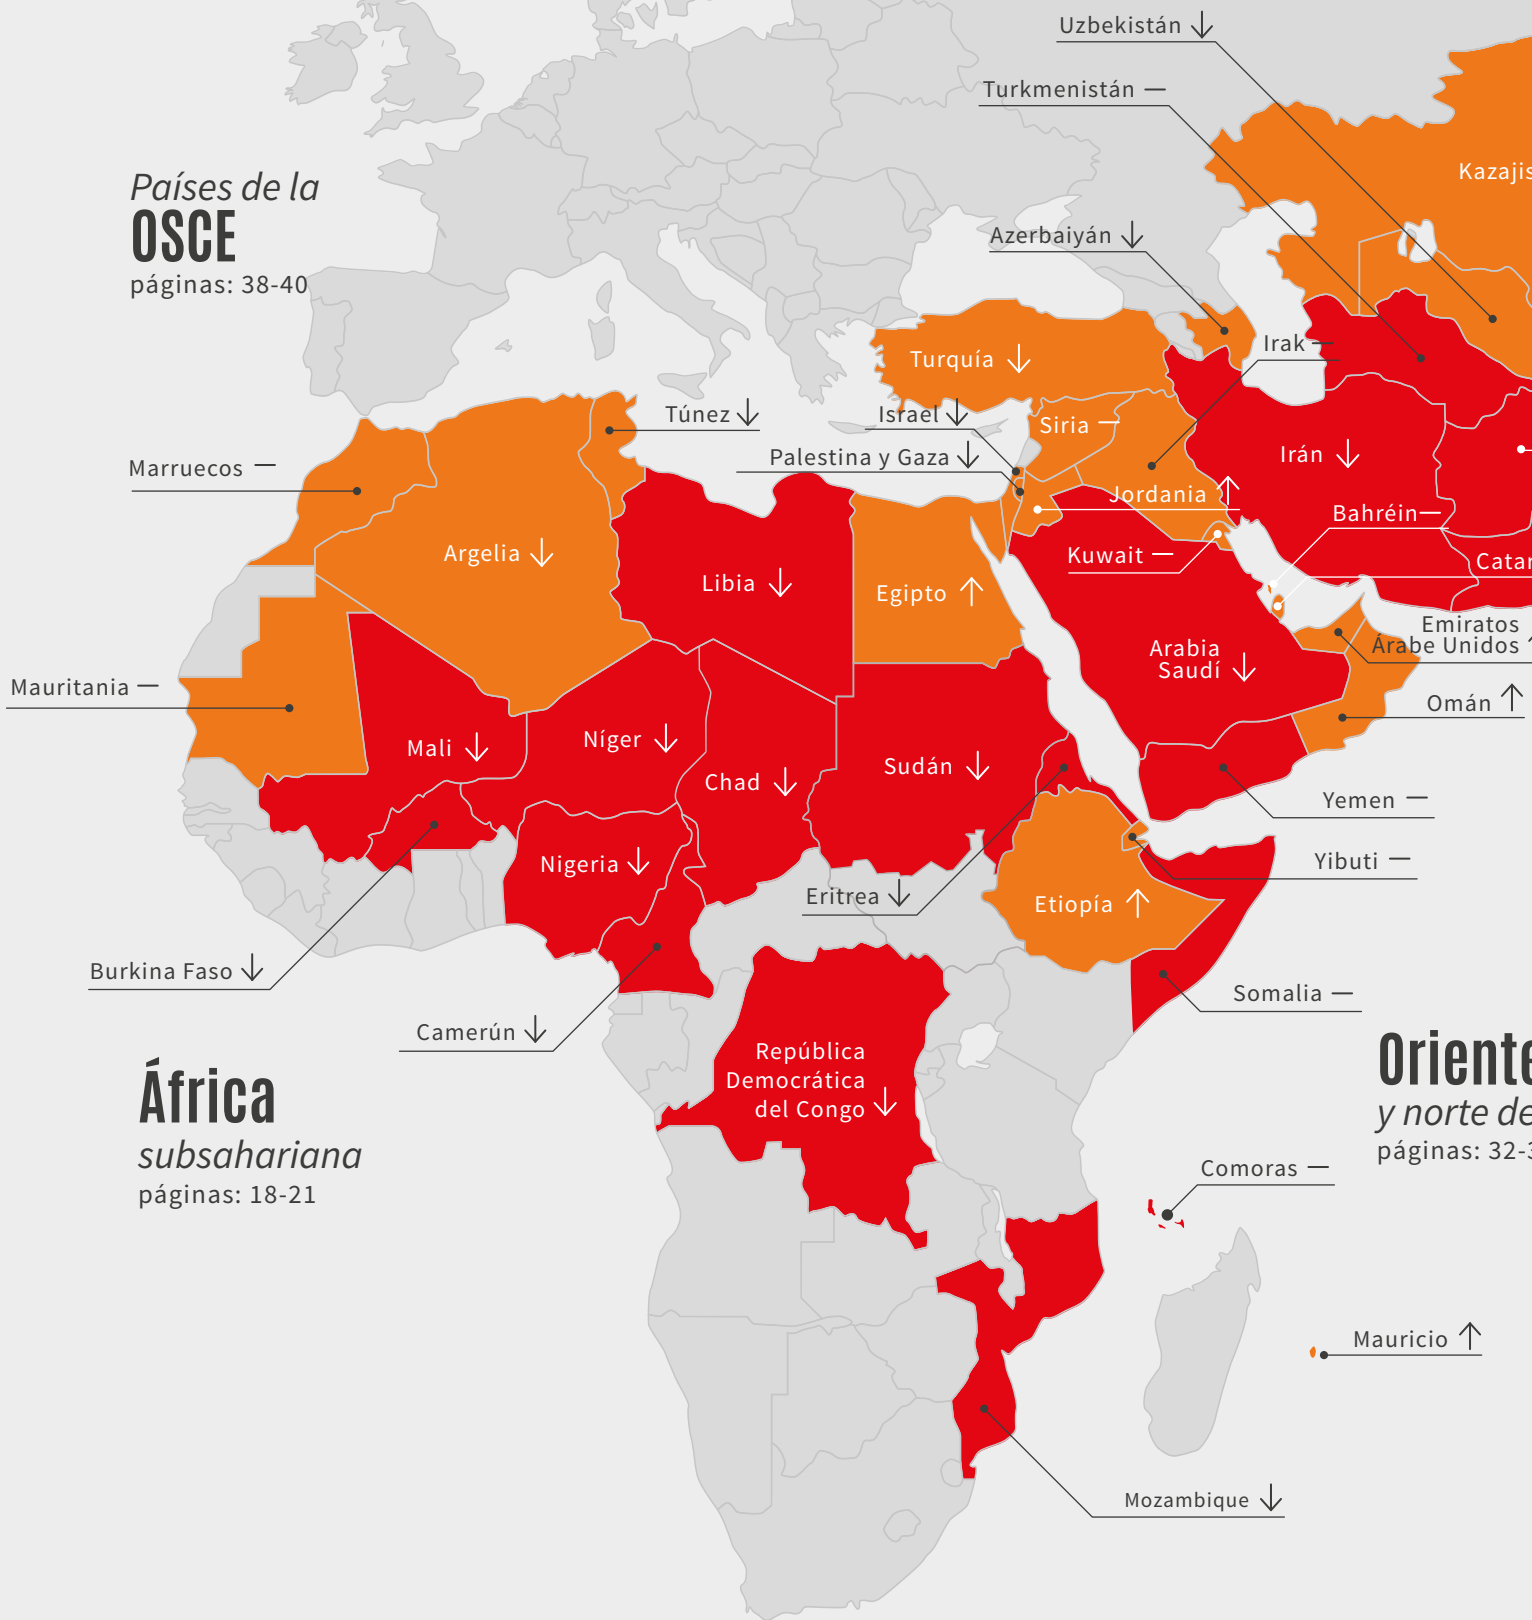 Uzbekistán ↓
Turkmenistán —
Kazajis
Países de la
OSCE
páginas: 38-40
Azerbaiyán ↓
Irak —
Turquía ↓
Túnez ↓
Israel ↓
Siria —
Palestina y Gaza ↓
Irán ↓
Marruecos —
Jordania ↑
Bahréin—
Argelia ↓
Libia ↓
Egipto ↑
Kuwait —
Catar
Emiratos
Árabe Unidos
Arabia
Saudí ↓
Mauritania —
Omán ↑
Mali ↓
Níger ↓
Chad ↓
Sudán ↓
Yemen —
Nigeria ↓
Yibuti —
Eritrea ↓
Etiopía ↑
Burkina Faso ↓
Somalia —
Camerún ↓
República
Democrática
del Congo ↓
África
subsahariana
páginas: 18-21
Oriente
y norte de
páginas: 32-3
Comoras —
Mauricio ↑
Mozambique ↓